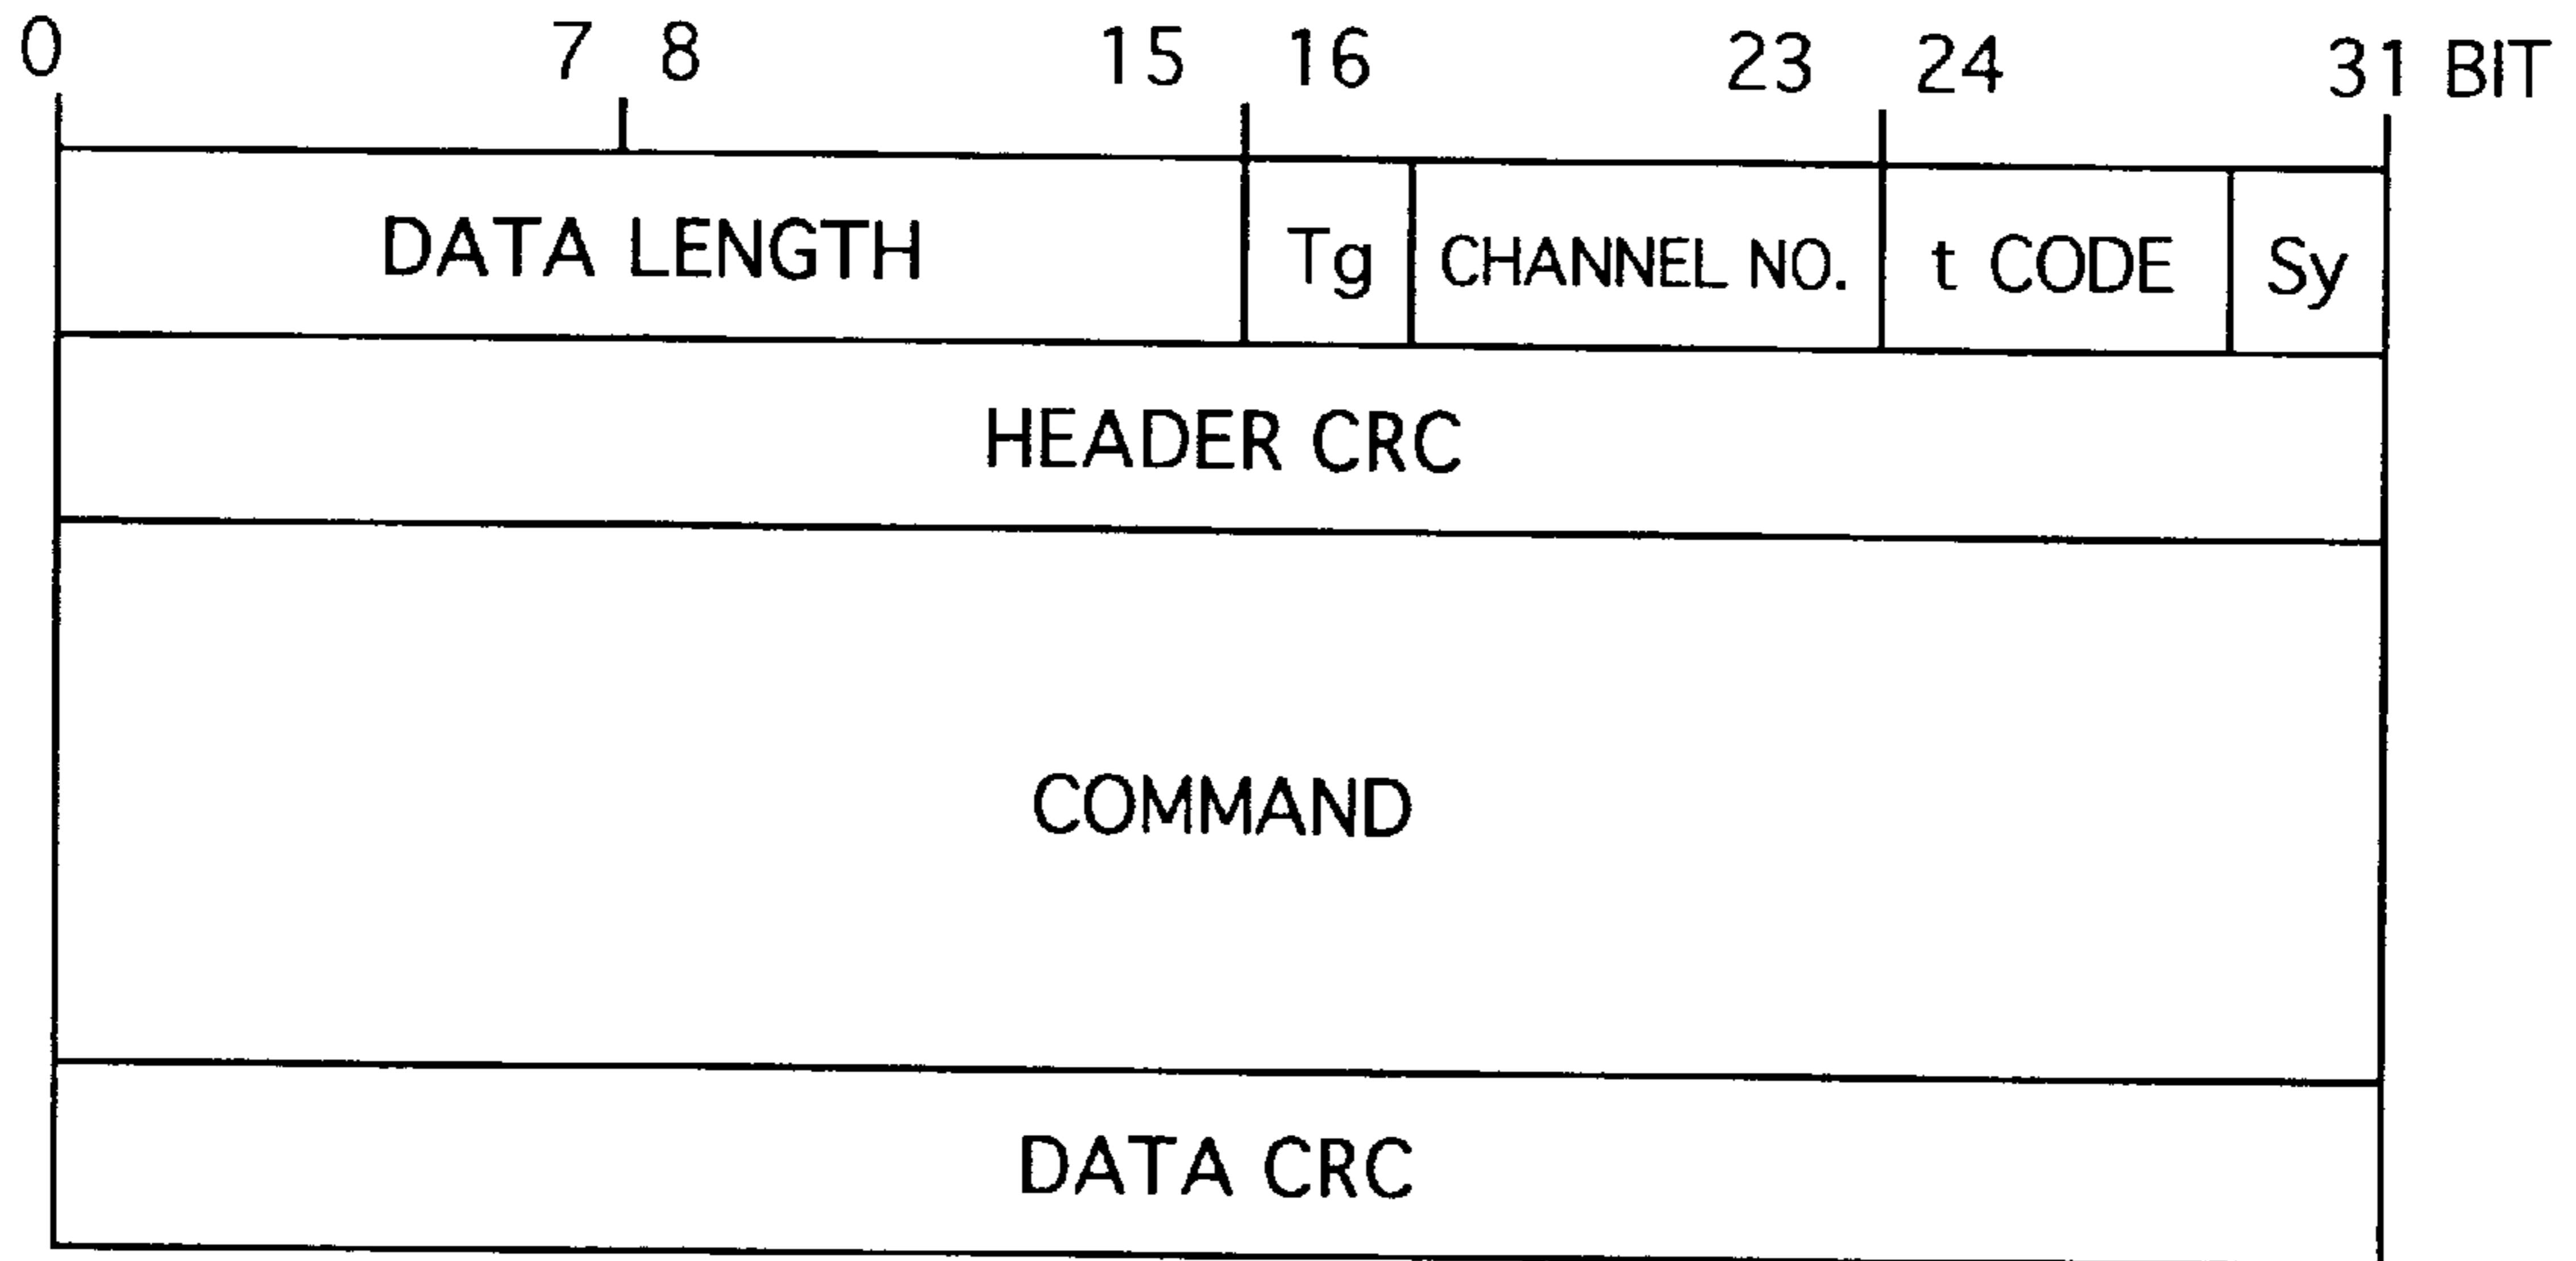 0 7 8 15 16 23 24 31 BIT
DATA LENGTH Tg CHANNEL NO. t CODE Sy
HEADER CRC
COMMAND
DATA CRC